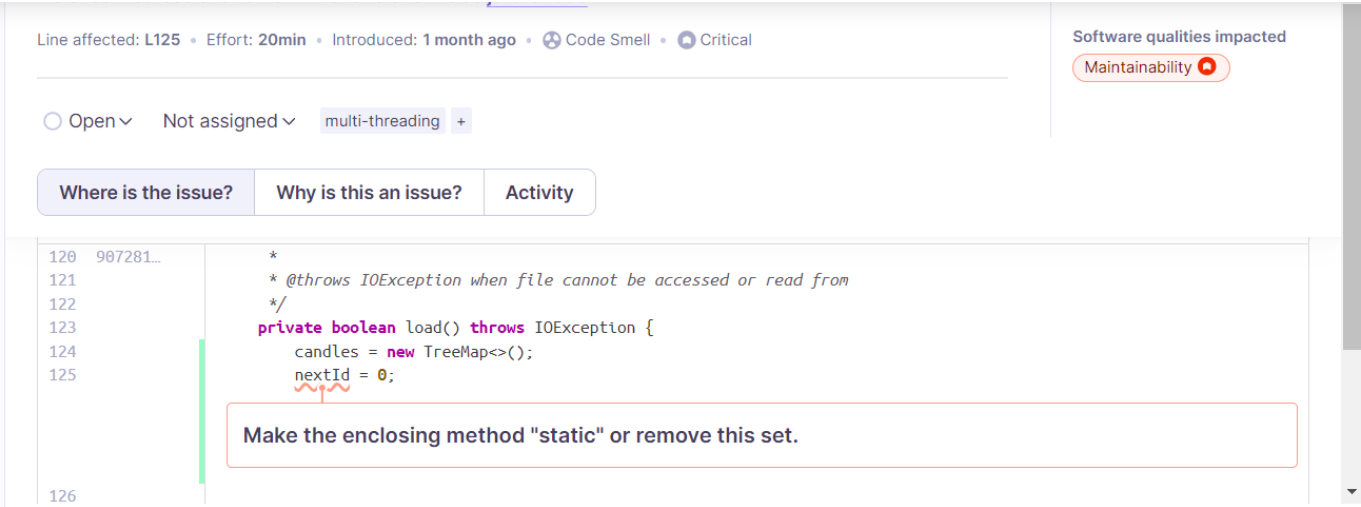 Line affected: L125 • Effort: 20min • Introduced: 1 month ago • Code Smell • Critical
Software qualities impacted
Maintainability
Open Not assigned multi-threading +
Where is the issue? Why is this an issue? Activity
120 907281… *
121 * @throws IOException when file cannot be accessed or read from
122 */
123 private boolean load() throws IOException {
124 candles = new TreeMap<>();
125 nextId = 0;
Make the enclosing method "static" or remove this set.
126